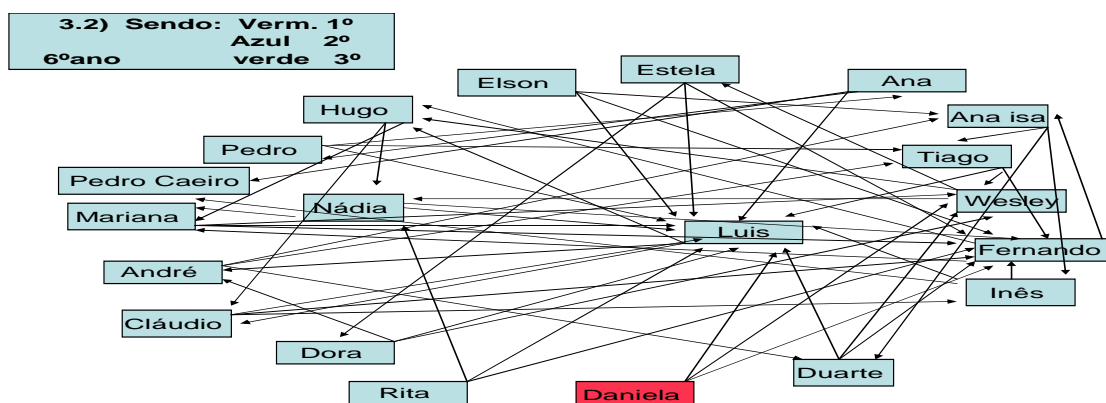 3.2) Sendo: Verm. 1º
Azul 2º
6ºano verde 3º
Elson
Estela
Ana
Hugo
Ana isa
Pedro
Tiago
Pedro Caeiro
Nádia
Wesley
Mariana
Luis
Fernando
André
Inês
Cláudio
Dora
Duarte
Rita
Daniela